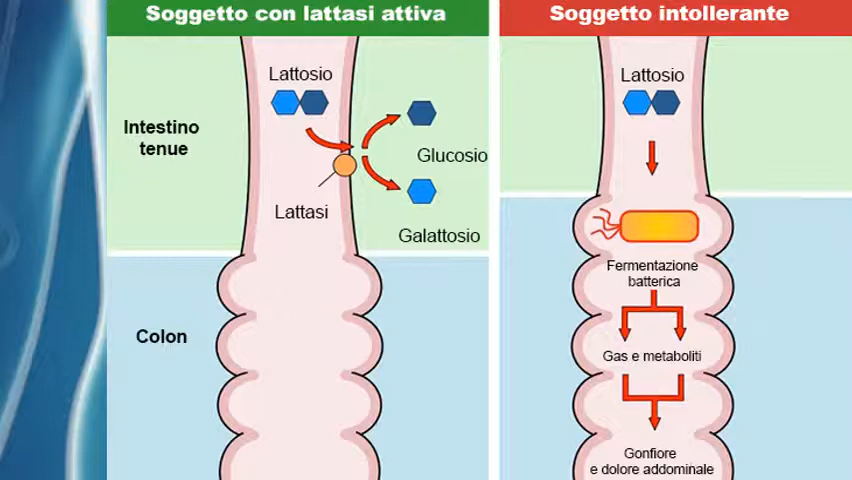 Soggetto con lattasi attiva
Lattosio
Intestino
tenue
Glucosio
Lattasi
Galattosio
Colon
Soggetto intollerante
Lattosio
Fermentazione
batterica
Gas e metaboliti
Gonfiore
e dolore addominale